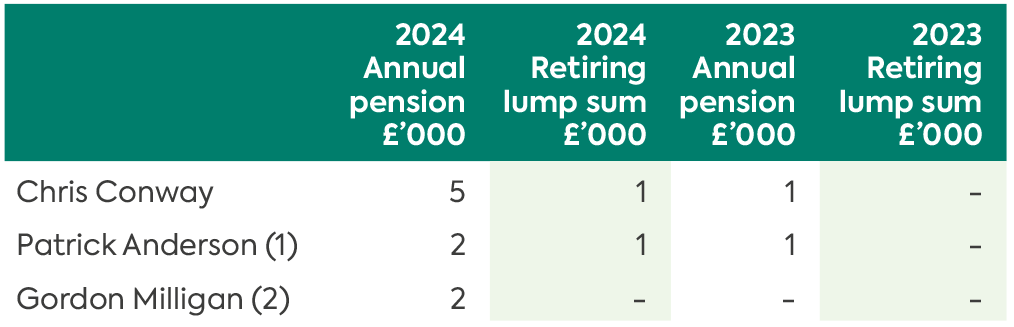 2024 2024 2023 2023
Annual Retiring Annual Retiring
pension lump sum pension lump sum
£’000 £’000 £’000 £’000
Chris Conway 5 1 1 –
Patrick Anderson (1) 2 1 1 –
Gordon Milligan (2) 2 – – –